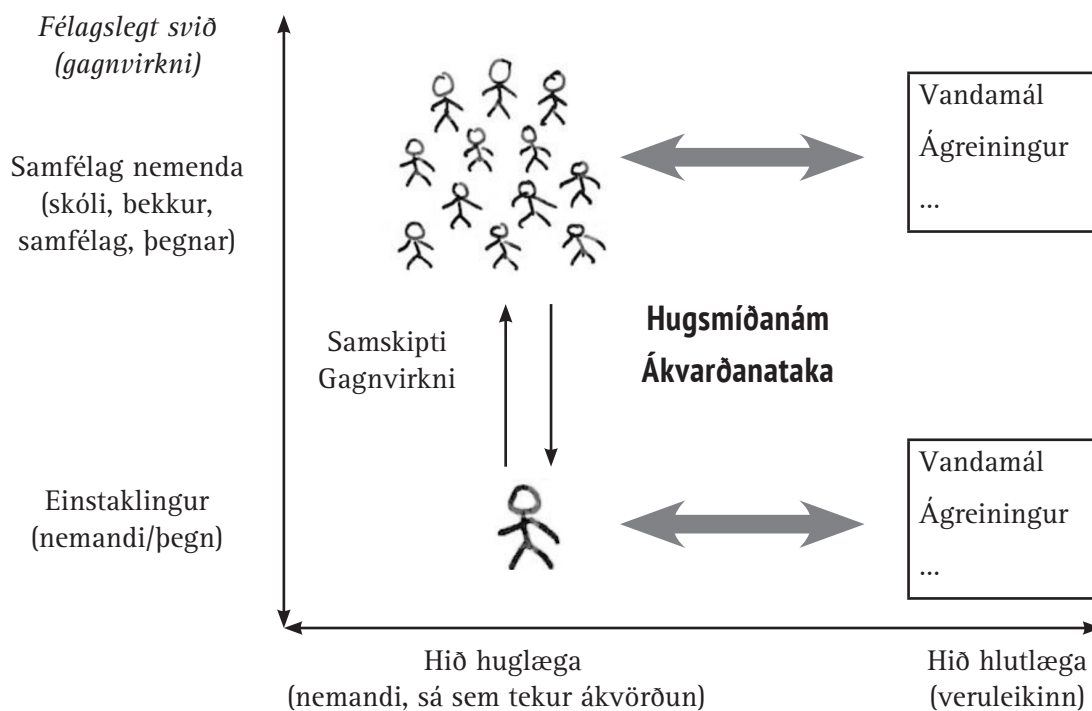 Félagslegt svið
(gagnvirkni)
Samfélag nemenda
(skóli, bekkur,
samfélag, þegnar)
Vandamál
Ágreiningur
...
Samskipti
Gagnvirkni
Hugsmíðanám
Ákvarðanataka
Einstaklingur
(nemandi/þegn)
Vandamál
Ágreiningur
...
Hið huglæga
(nemandi, sá sem tekur ákvörðun)
Hið hlutlæga
(veruleikinn)